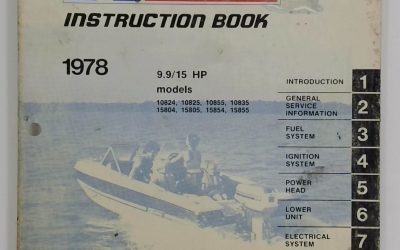 INSTRUCTION BOOK
1978
9.9/15 HP
models
10824, 10825, 10855, 10835
15804, 15805, 15854, 15855
INTRODUCTION 1
GENERAL
SERVICE
INFORMATION 2
FUEL
SYSTEM 3
IGNITION
SYSTEM 4
POWER
HEAD 5
LOWER
UNIT 6
ELECTRICAL
SYSTEM 7